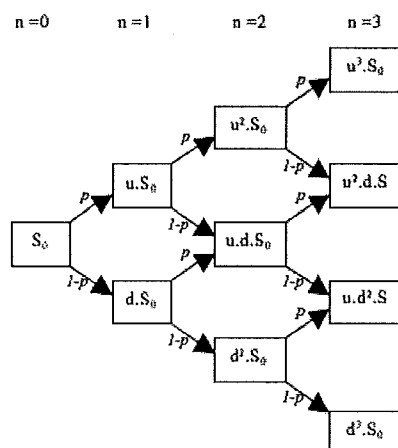 n =0 n =1 n =2 n =3
u³.S₀
p
u².S₀
p 1-p
u.S₀ u².d.S
p 1-p p
S₀ u.d.S₀
1-p p 1-p
d.S₀ u.d².S
1-p p
d².S₀
1-p
d³.S₀